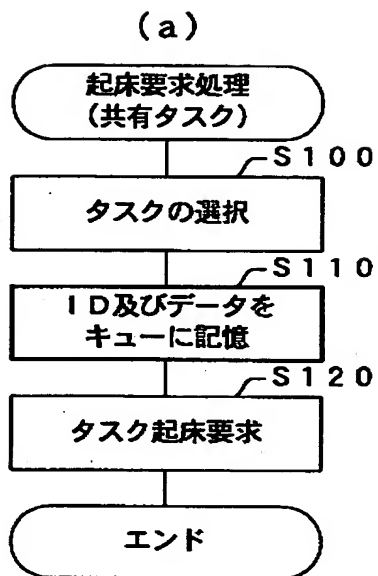 (a)
起床要求処理
(共有タスク)
S100
タスクの選択
S110
ID及びデータを
キューに記憶
S120
タスク起床要求
エンド